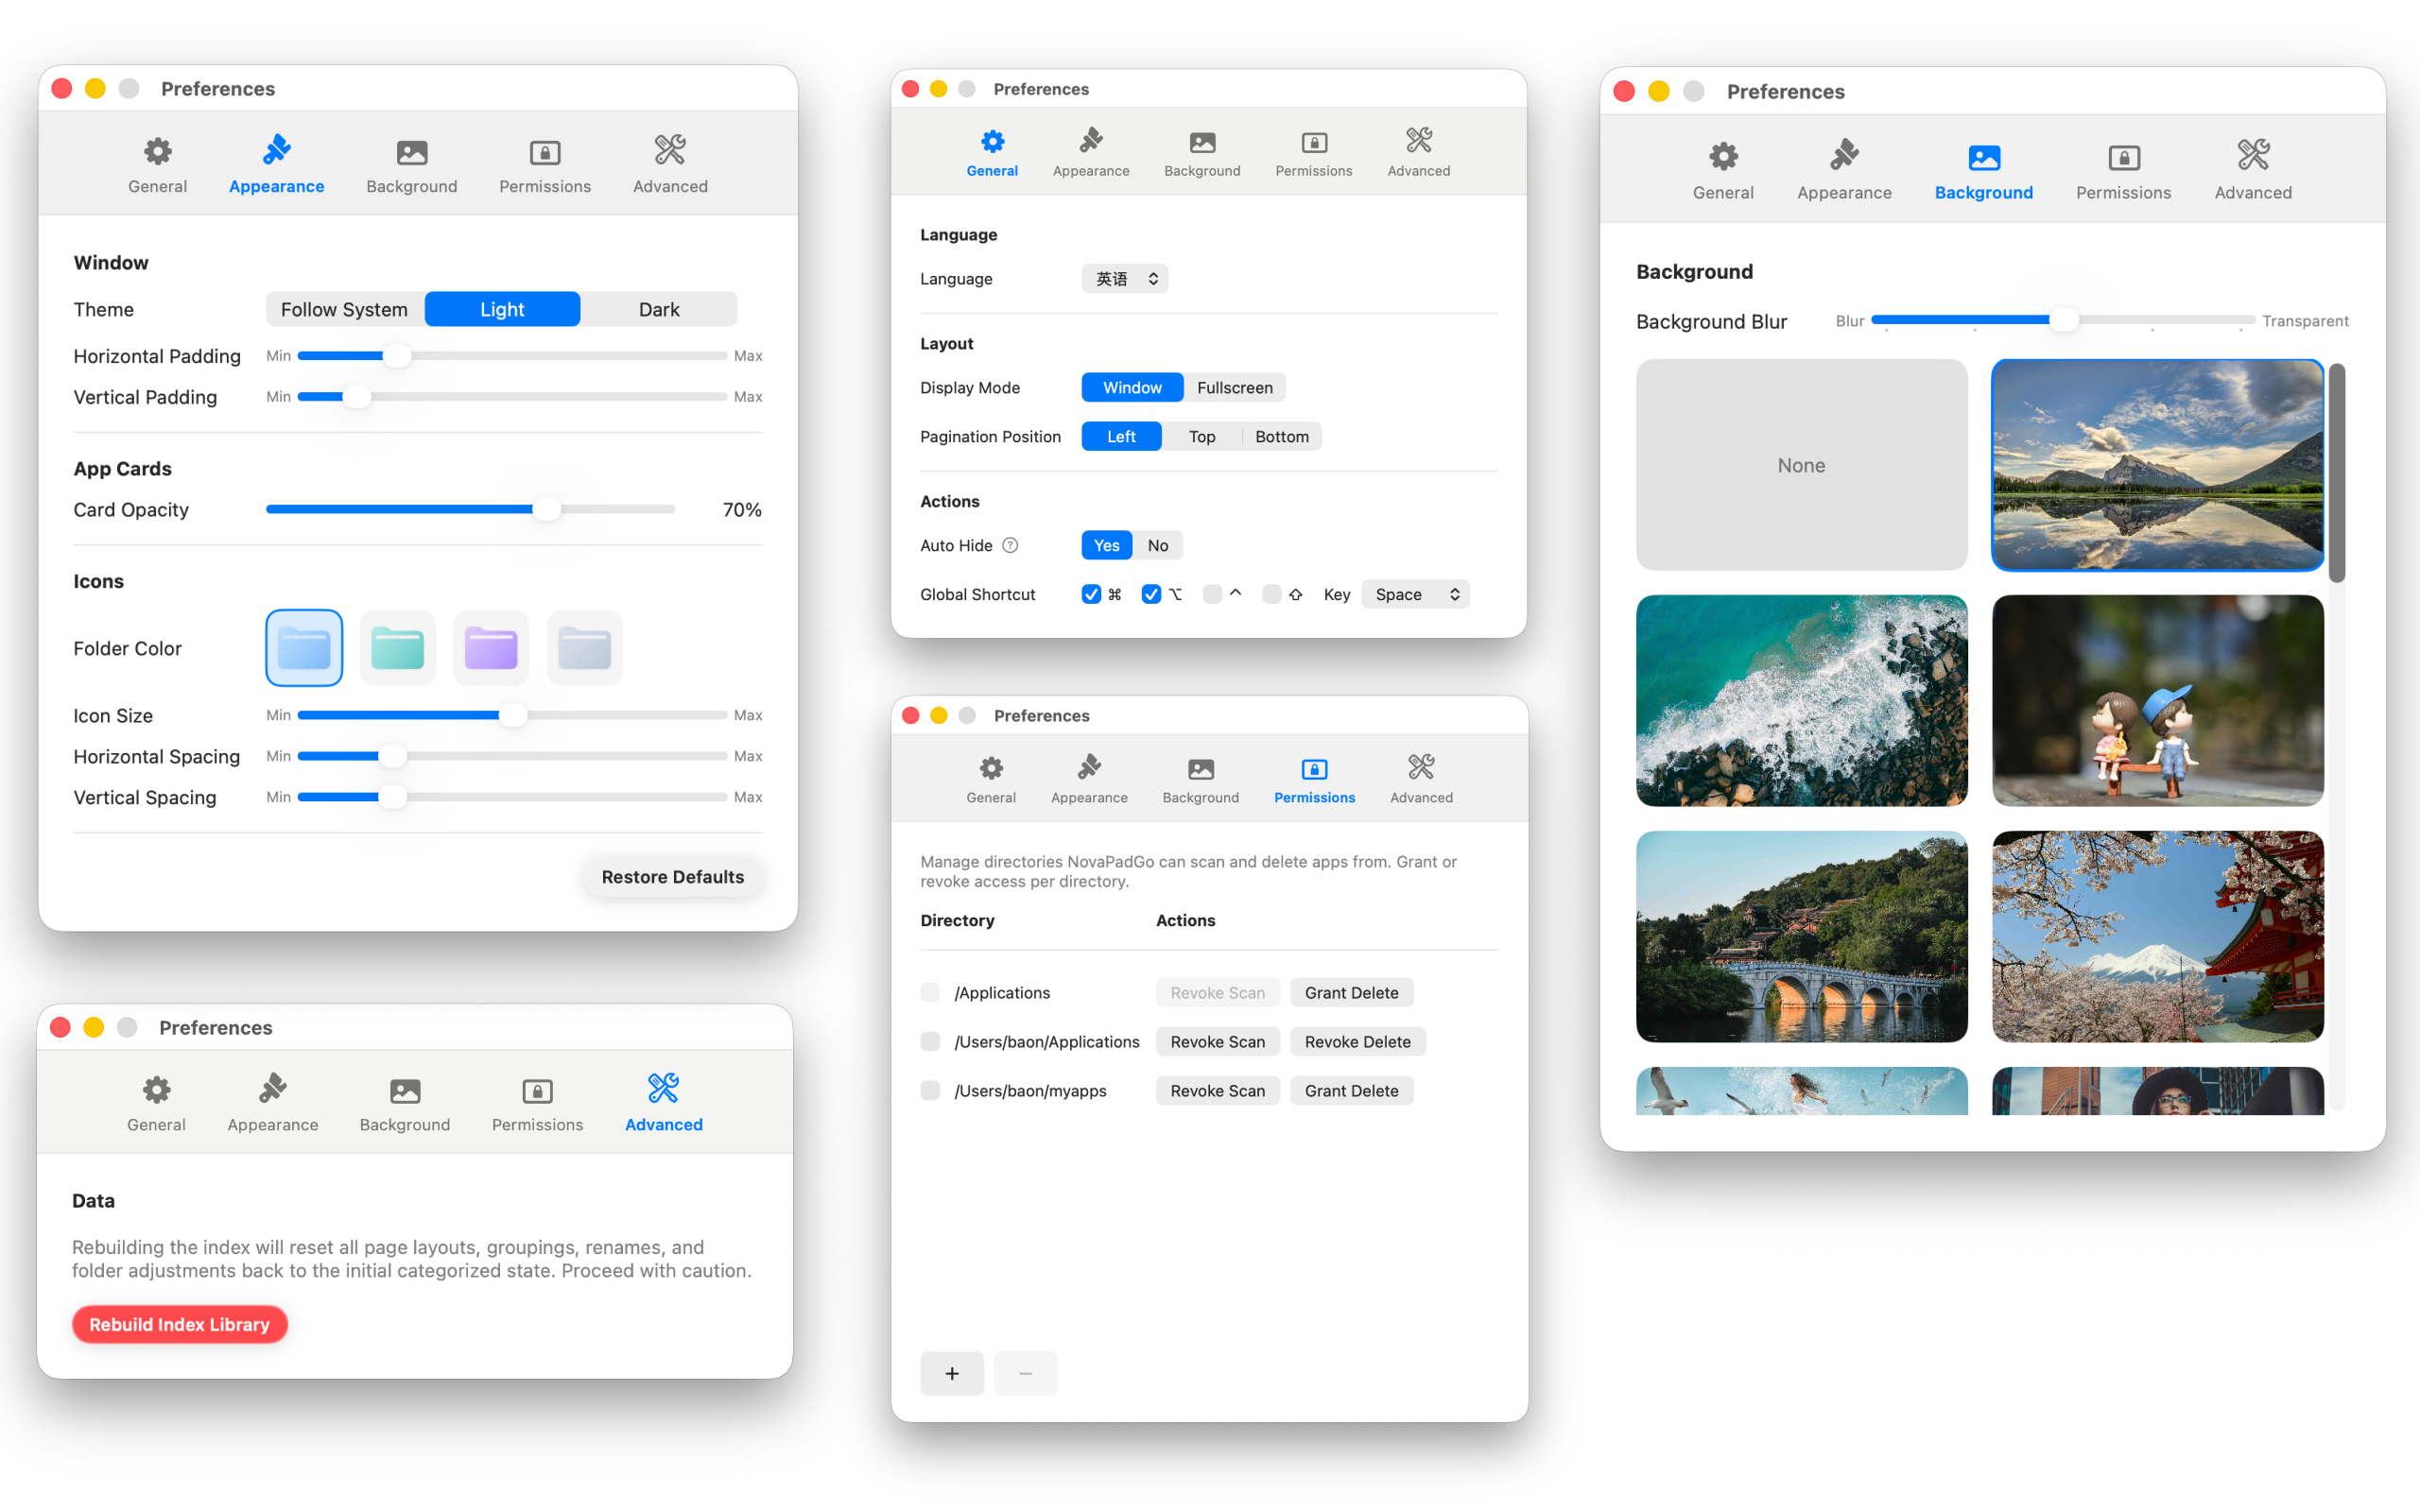 Preferences
General Appearance Background Permissions Advanced
Window
Theme Follow System Light Dark
Horizontal Padding Min Max
Vertical Padding Min Max
App Cards
Card Opacity 70%
Icons
Folder Color
Icon Size Min Max
Horizontal Spacing Min Max
Vertical Spacing Min Max
Restore Defaults
Preferences
General Appearance Background Permissions Advanced
Data
Rebuilding the index will reset all page layouts, groupings, renames, and
folder adjustments back to the initial categorized state. Proceed with caution.
Rebuild Index Library
Preferences
General Appearance Background Permissions Advanced
Language
Language 英语
Layout
Display Mode Window Fullscreen
Pagination Position Left Top Bottom
Actions
Auto Hide ? Yes No
Global Shortcut ⌘ ⌥ ^ ⇧ Key Space
Preferences
General Appearance Background Permissions Advanced
Manage directories NovaPadGo can scan and delete apps from. Grant or
revoke access per directory.
Directory Actions
/Applications Revoke Scan Grant Delete
/Users/baon/Applications Revoke Scan Revoke Delete
/Users/baon/myapps Revoke Scan Grant Delete
+ −
Preferences
General Appearance Background Permissions Advanced
Background
Background Blur Blur Transparent
None